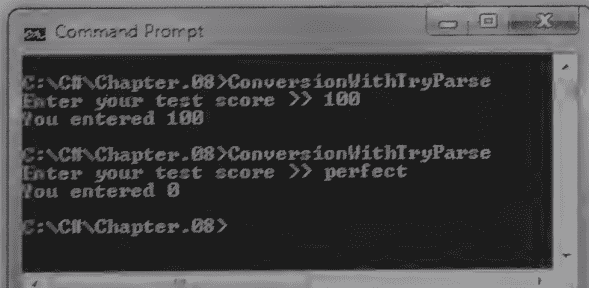 Command Prompt
C:\C#\Chapter.08>ConversionWithTryParse
Enter your test score >> 100
You entered 100
C:\C#\Chapter.08>ConversionWithTryParse
Enter your test score >> perfect
You entered 0
C:\C#\Chapter.08>